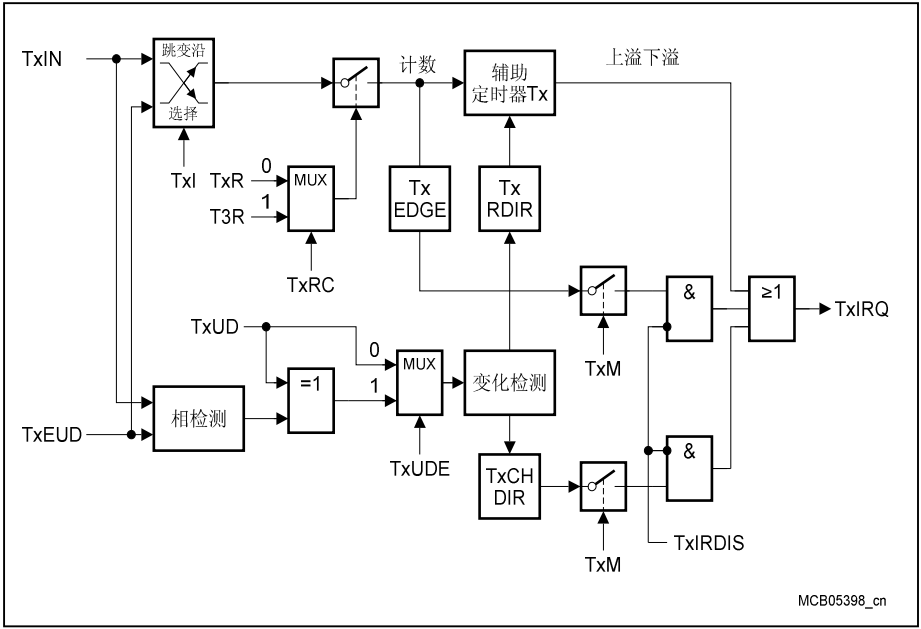 TxIN
跳变沿
选择
计数
辅助
定时器Tx
上溢下溢
TxI
TxR
0
T3R
1
MUX
TxRC
Tx
EDGE
Tx
RDIR
TxM
&
≥1
TxIRQ
TxUD
0
1
=1
MUX
变化检测
相检测
TxEUD
TxUDE
TxCH
DIR
TxM
&
TxIRDIS
MCB05398_cn